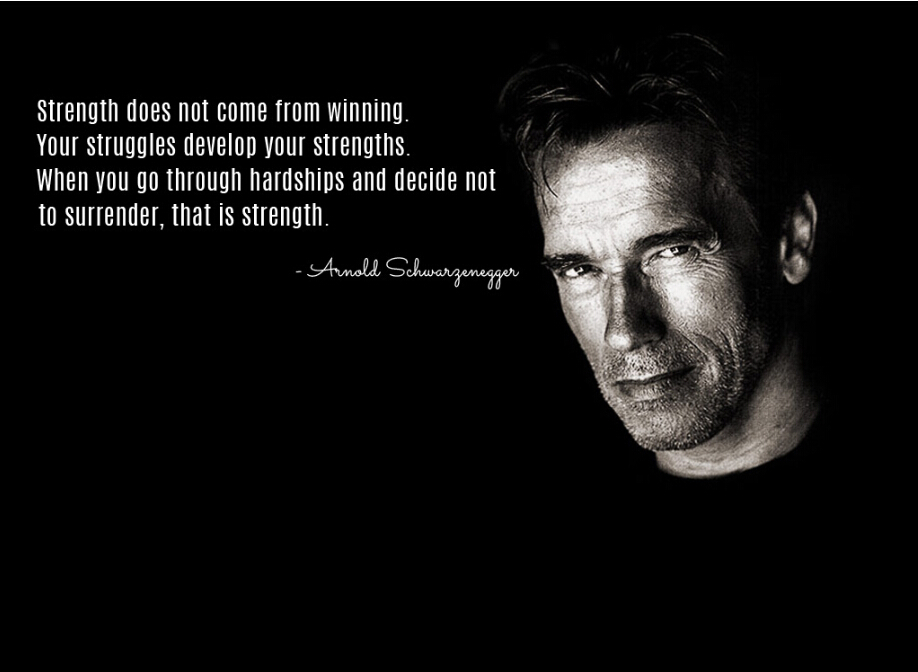 Strength does not come from winning.
Your struggles develop your strengths.
When you go through hardships and decide not
to surrender, that is strength.
- Arnold Schwarzenegger